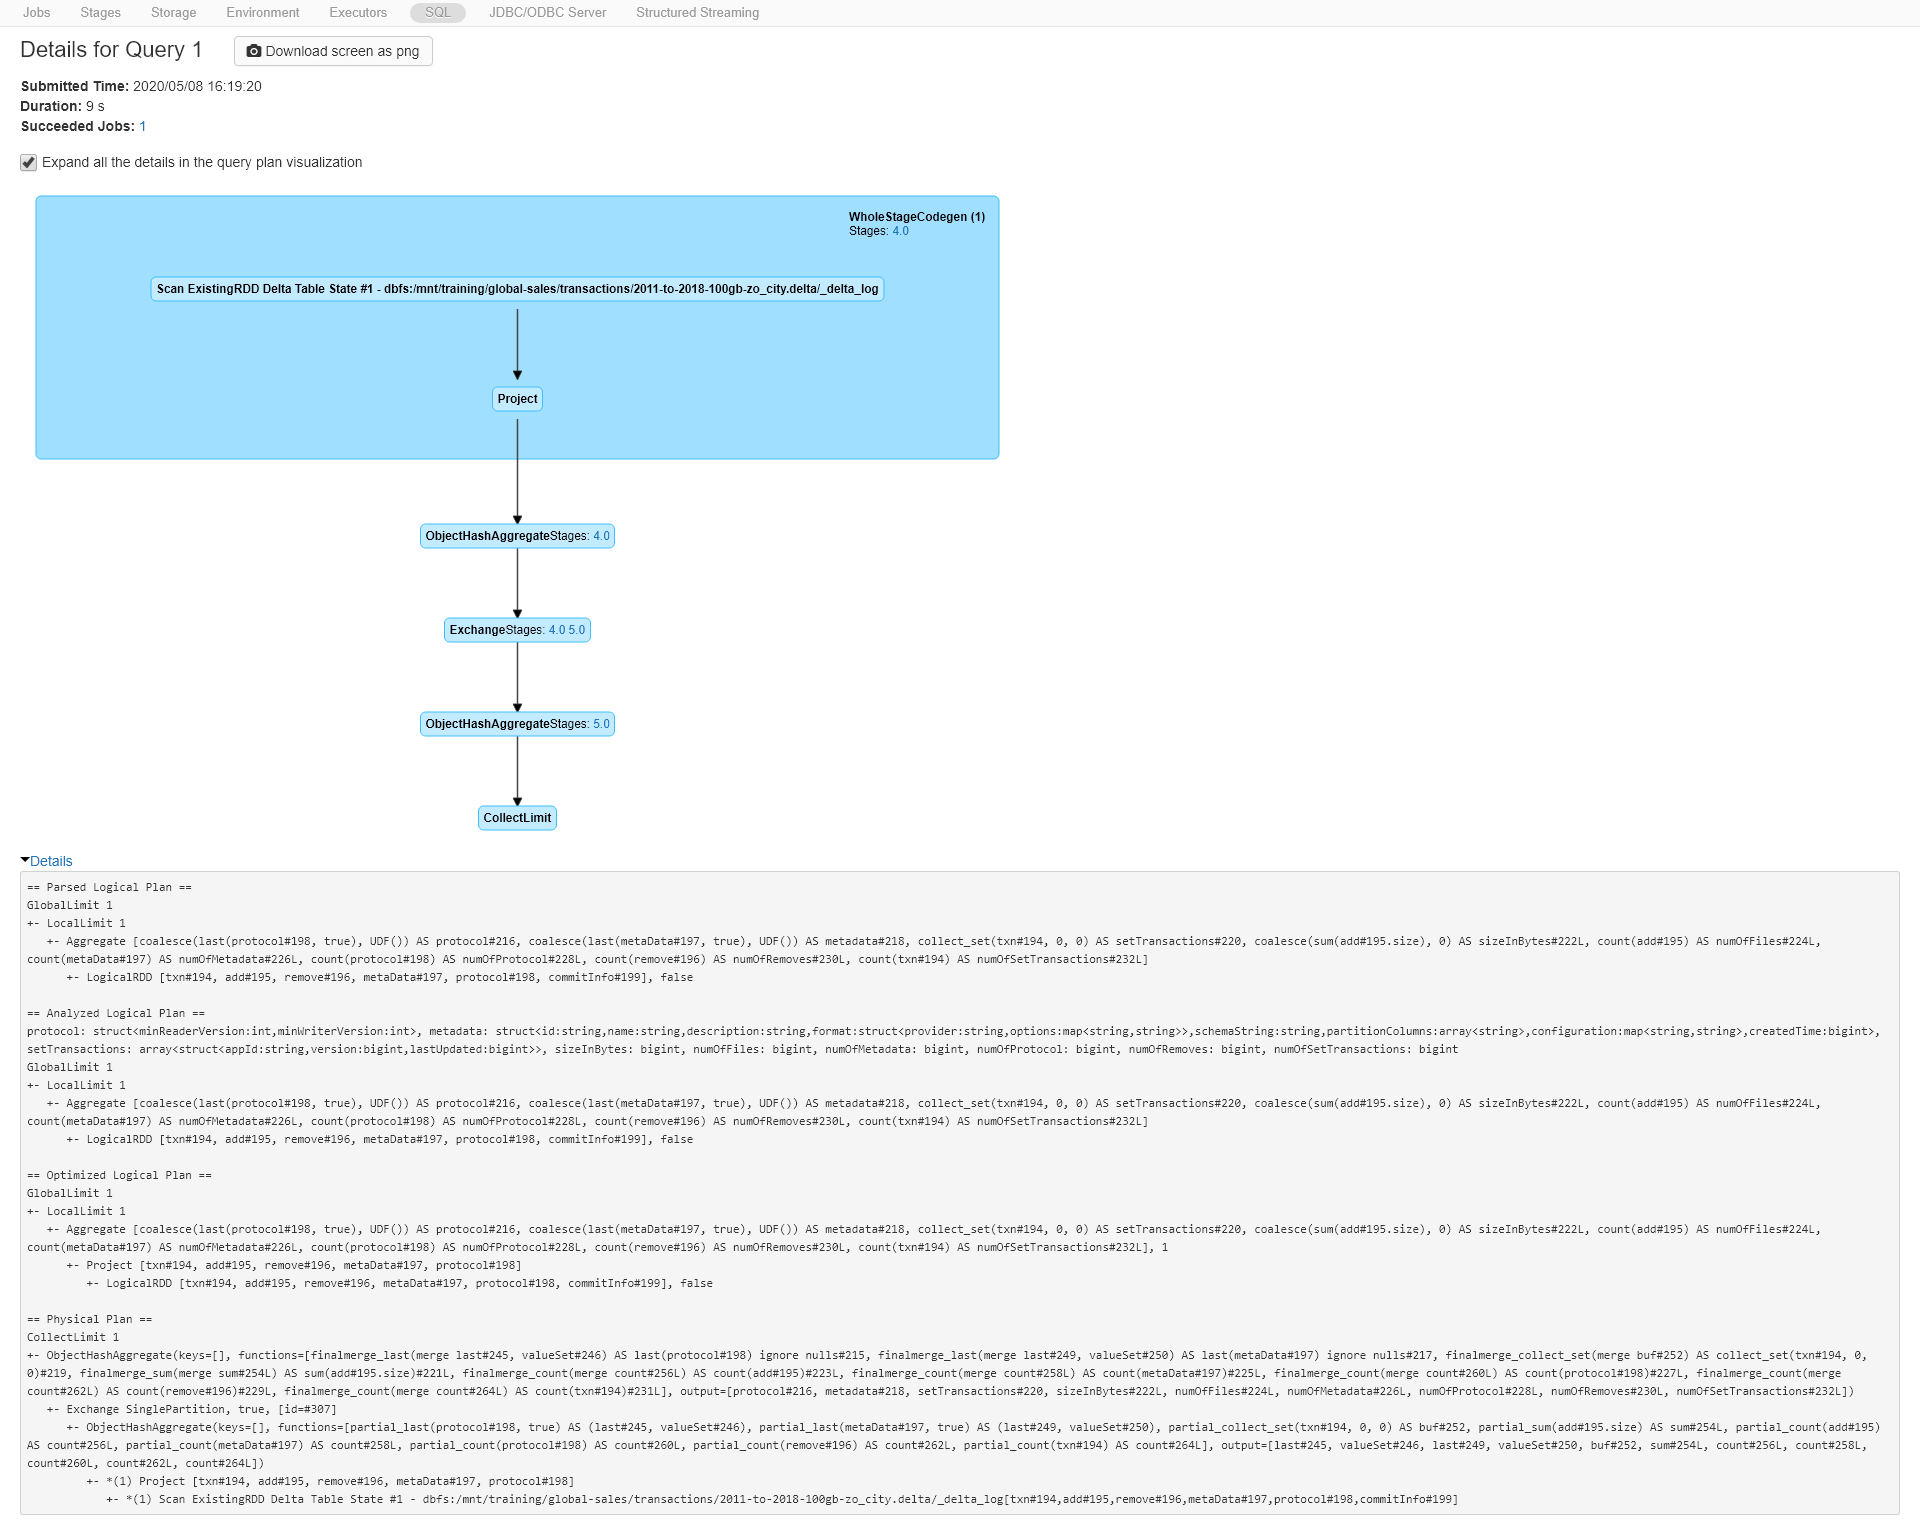 Jobs Stages Storage Environment Executors SQL JDBC/ODBC Server Structured Streaming
Details for Query 1 Download screen as png
Submitted Time: 2020/05/08 16:19:20
Duration: 9 s
Succeeded Jobs: 1
Expand all the details in the query plan visualization
WholeStageCodegen (1)
Stages: 4.0
Scan ExistingRDD Delta Table State #1 - dbfs:/mnt/training/global-sales/transactions/2011-to-2018-100gb-zo_city.delta/_delta_log
Project
ObjectHashAggregateStages: 4.0
ExchangeStages: 4.0 5.0
ObjectHashAggregateStages: 5.0
CollectLimit
Details
== Parsed Logical Plan ==
GlobalLimit 1
+- LocalLimit 1
   +- Aggregate [coalesce(last(protocol#198, true), UDF()) AS protocol#216, coalesce(last(metaData#197, true), UDF()) AS metadata#218, collect_set(txn#194, 0, 0) AS setTransactions#220, coalesce(sum(add#195.size), 0) AS sizeInBytes#222L, count(add#195) AS numOfFiles#224L,
count(metaData#197) AS numOfMetadata#226L, count(protocol#198) AS numOfProtocol#228L, count(remove#196) AS numOfRemoves#230L, count(txn#194) AS numOfSetTransactions#232L]
      +- LogicalRDD [txn#194, add#195, remove#196, metaData#197, protocol#198, commitInfo#199], false
== Analyzed Logical Plan ==
protocol: struct<minReaderVersion:int,minWriterVersion:int>, metadata: struct<id:string,name:string,description:string,format:struct<provider:string,options:map<string,string>>,schemaString:string,partitionColumns:array<string>,configuration:map<string,string>,createdTime:bigint>,
setTransactions: array<struct<appId:string,version:bigint,lastUpdated:bigint>>, sizeInBytes: bigint, numOfFiles: bigint, numOfMetadata: bigint, numOfProtocol: bigint, numOfRemoves: bigint, numOfSetTransactions: bigint
GlobalLimit 1
+- LocalLimit 1
   +- Aggregate [coalesce(last(protocol#198, true), UDF()) AS protocol#216, coalesce(last(metaData#197, true), UDF()) AS metadata#218, collect_set(txn#194, 0, 0) AS setTransactions#220, coalesce(sum(add#195.size), 0) AS sizeInBytes#222L, count(add#195) AS numOfFiles#224L,
count(metaData#197) AS numOfMetadata#226L, count(protocol#198) AS numOfProtocol#228L, count(remove#196) AS numOfRemoves#230L, count(txn#194) AS numOfSetTransactions#232L]
      +- LogicalRDD [txn#194, add#195, remove#196, metaData#197, protocol#198, commitInfo#199], false
== Optimized Logical Plan ==
GlobalLimit 1
+- LocalLimit 1
   +- Aggregate [coalesce(last(protocol#198, true), UDF()) AS protocol#216, coalesce(last(metaData#197, true), UDF()) AS metadata#218, collect_set(txn#194, 0, 0) AS setTransactions#220, coalesce(sum(add#195.size), 0) AS sizeInBytes#222L, count(add#195) AS numOfFiles#224L,
count(metaData#197) AS numOfMetadata#226L, count(protocol#198) AS numOfProtocol#228L, count(remove#196) AS numOfRemoves#230L, count(txn#194) AS numOfSetTransactions#232L], 1
      +- Project [txn#194, add#195, remove#196, metaData#197, protocol#198]
         +- LogicalRDD [txn#194, add#195, remove#196, metaData#197, protocol#198, commitInfo#199], false
== Physical Plan ==
CollectLimit 1
+- ObjectHashAggregate(keys=[], functions=[finalmerge_last(merge last#245, valueSet#246) AS last(protocol#198) ignore nulls#215, finalmerge_last(merge last#249, valueSet#250) AS last(metaData#197) ignore nulls#217, finalmerge_collect_set(merge buf#252) AS collect_set(txn#194, 0,
0)#219, finalmerge_sum(merge sum#254L) AS sum(add#195.size)#221L, finalmerge_count(merge count#256L) AS count(add#195)#223L, finalmerge_count(merge count#258L) AS count(metaData#197)#225L, finalmerge_count(merge count#260L) AS count(protocol#198)#227L, finalmerge_count(merge
count#262L) AS count(remove#196)#229L, finalmerge_count(merge count#264L) AS count(txn#194)#231L], output=[protocol#216, metadata#218, setTransactions#220, sizeInBytes#222L, numOfFiles#224L, numOfMetadata#226L, numOfProtocol#228L, numOfRemoves#230L, numOfSetTransactions#232L])
   +- Exchange SinglePartition, true, [id=#307]
      +- ObjectHashAggregate(keys=[], functions=[partial_last(protocol#198, true) AS (last#245, valueSet#246), partial_last(metaData#197, true) AS (last#249, valueSet#250), partial_collect_set(txn#194, 0, 0) AS buf#252, partial_sum(add#195.size) AS sum#254L, partial_count(add#195)
AS count#256L, partial_count(metaData#197) AS count#258L, partial_count(protocol#198) AS count#260L, partial_count(remove#196) AS count#262L, partial_count(txn#194) AS count#264L], output=[last#245, valueSet#246, last#249, valueSet#250, buf#252, sum#254L, count#256L, count#258L,
count#260L, count#262L, count#264L])
         +- *(1) Project [txn#194, add#195, remove#196, metaData#197, protocol#198]
            +- *(1) Scan ExistingRDD Delta Table State #1 - dbfs:/mnt/training/global-sales/transactions/2011-to-2018-100gb-zo_city.delta/_delta_log[txn#194,add#195,remove#196,metaData#197,protocol#198,commitInfo#199]